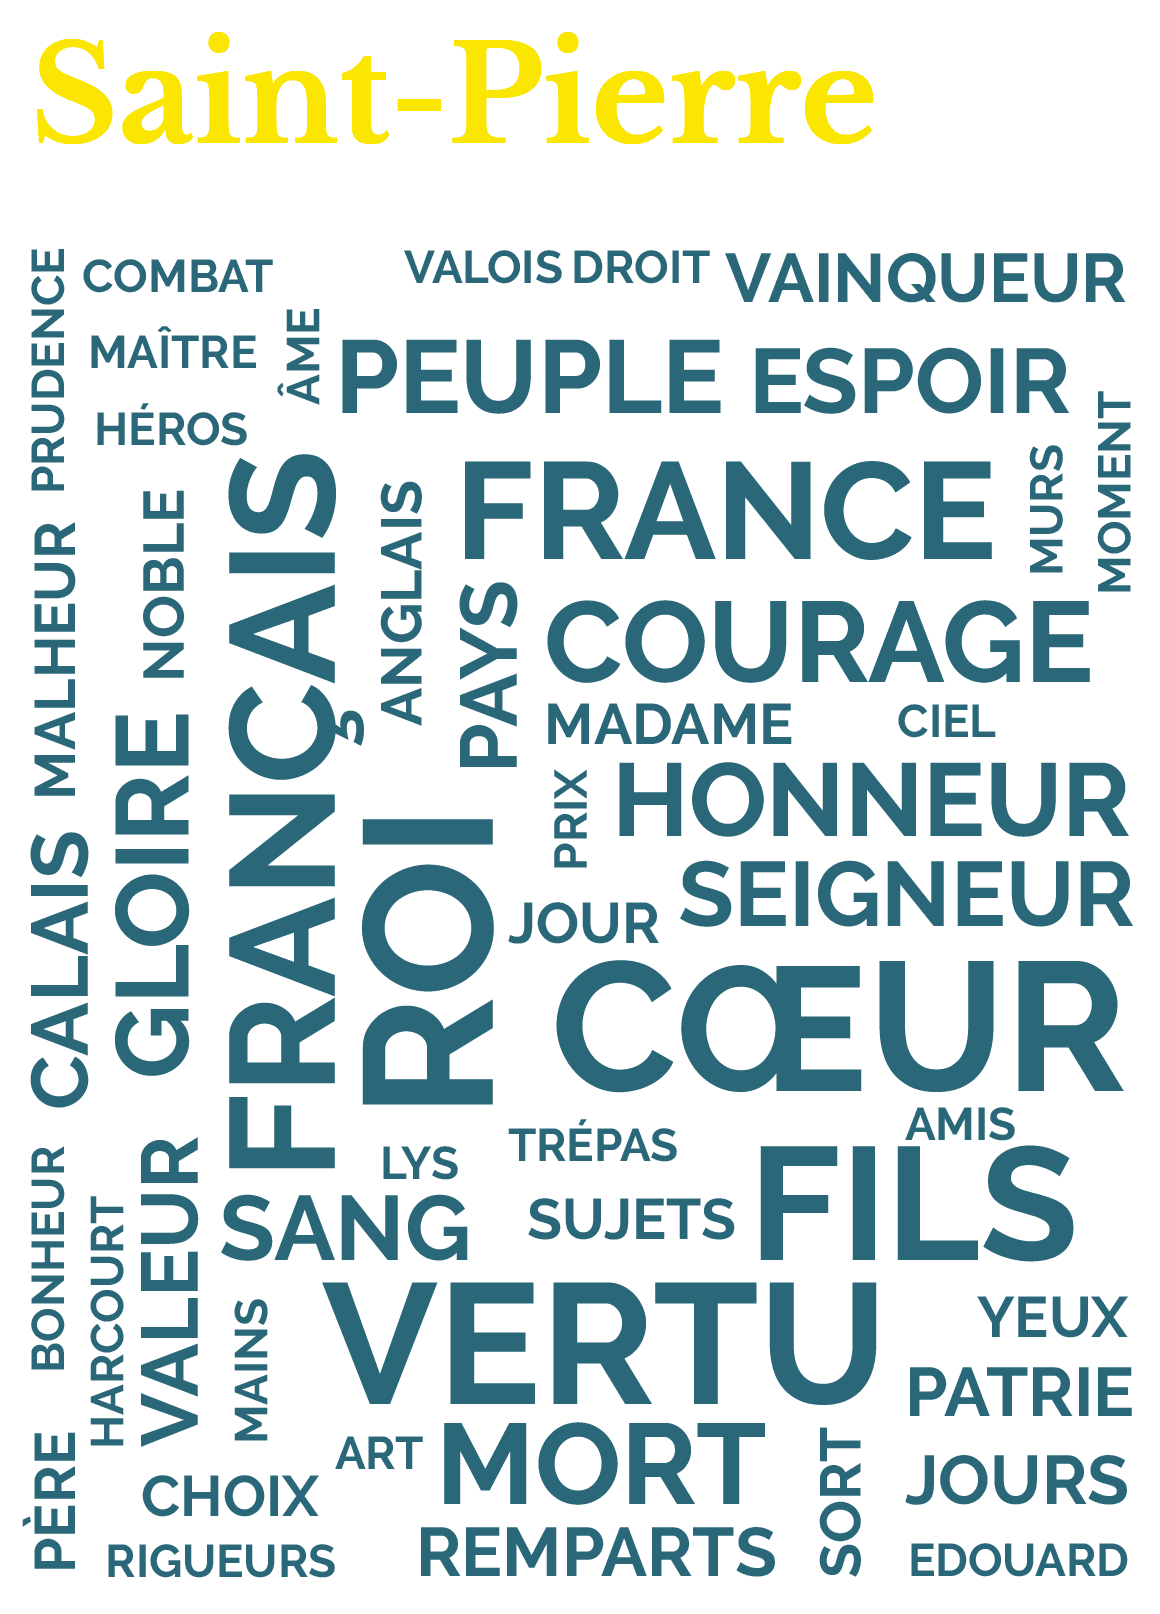 Saint-Pierre
PRUDENCE
COMBAT
VALOIS
DROIT
VAINQUEUR
MAÎTRE
ÂME
PEUPLE
ESPOIR
HÉROS
MOMENT
MURS
FRANCE
FRANÇAIS
ANGLAIS
NOBLE
MALHEUR
PAYS
COURAGE
MADAME
CIEL
GLOIRE
PRIX
HONNEUR
ROI
CALAIS
SEIGNEUR
JOUR
CŒUR
AMIS
TRÉPAS
LYS
FILS
VALEUR
BONHEUR
HARCOURT
SANG
SUJETS
VERTU
MAINS
YEUX
PATRIE
PÈRE
ART
MORT
SORT
JOURS
CHOIX
REMPARTS
RIGUEURS
EDOUARD